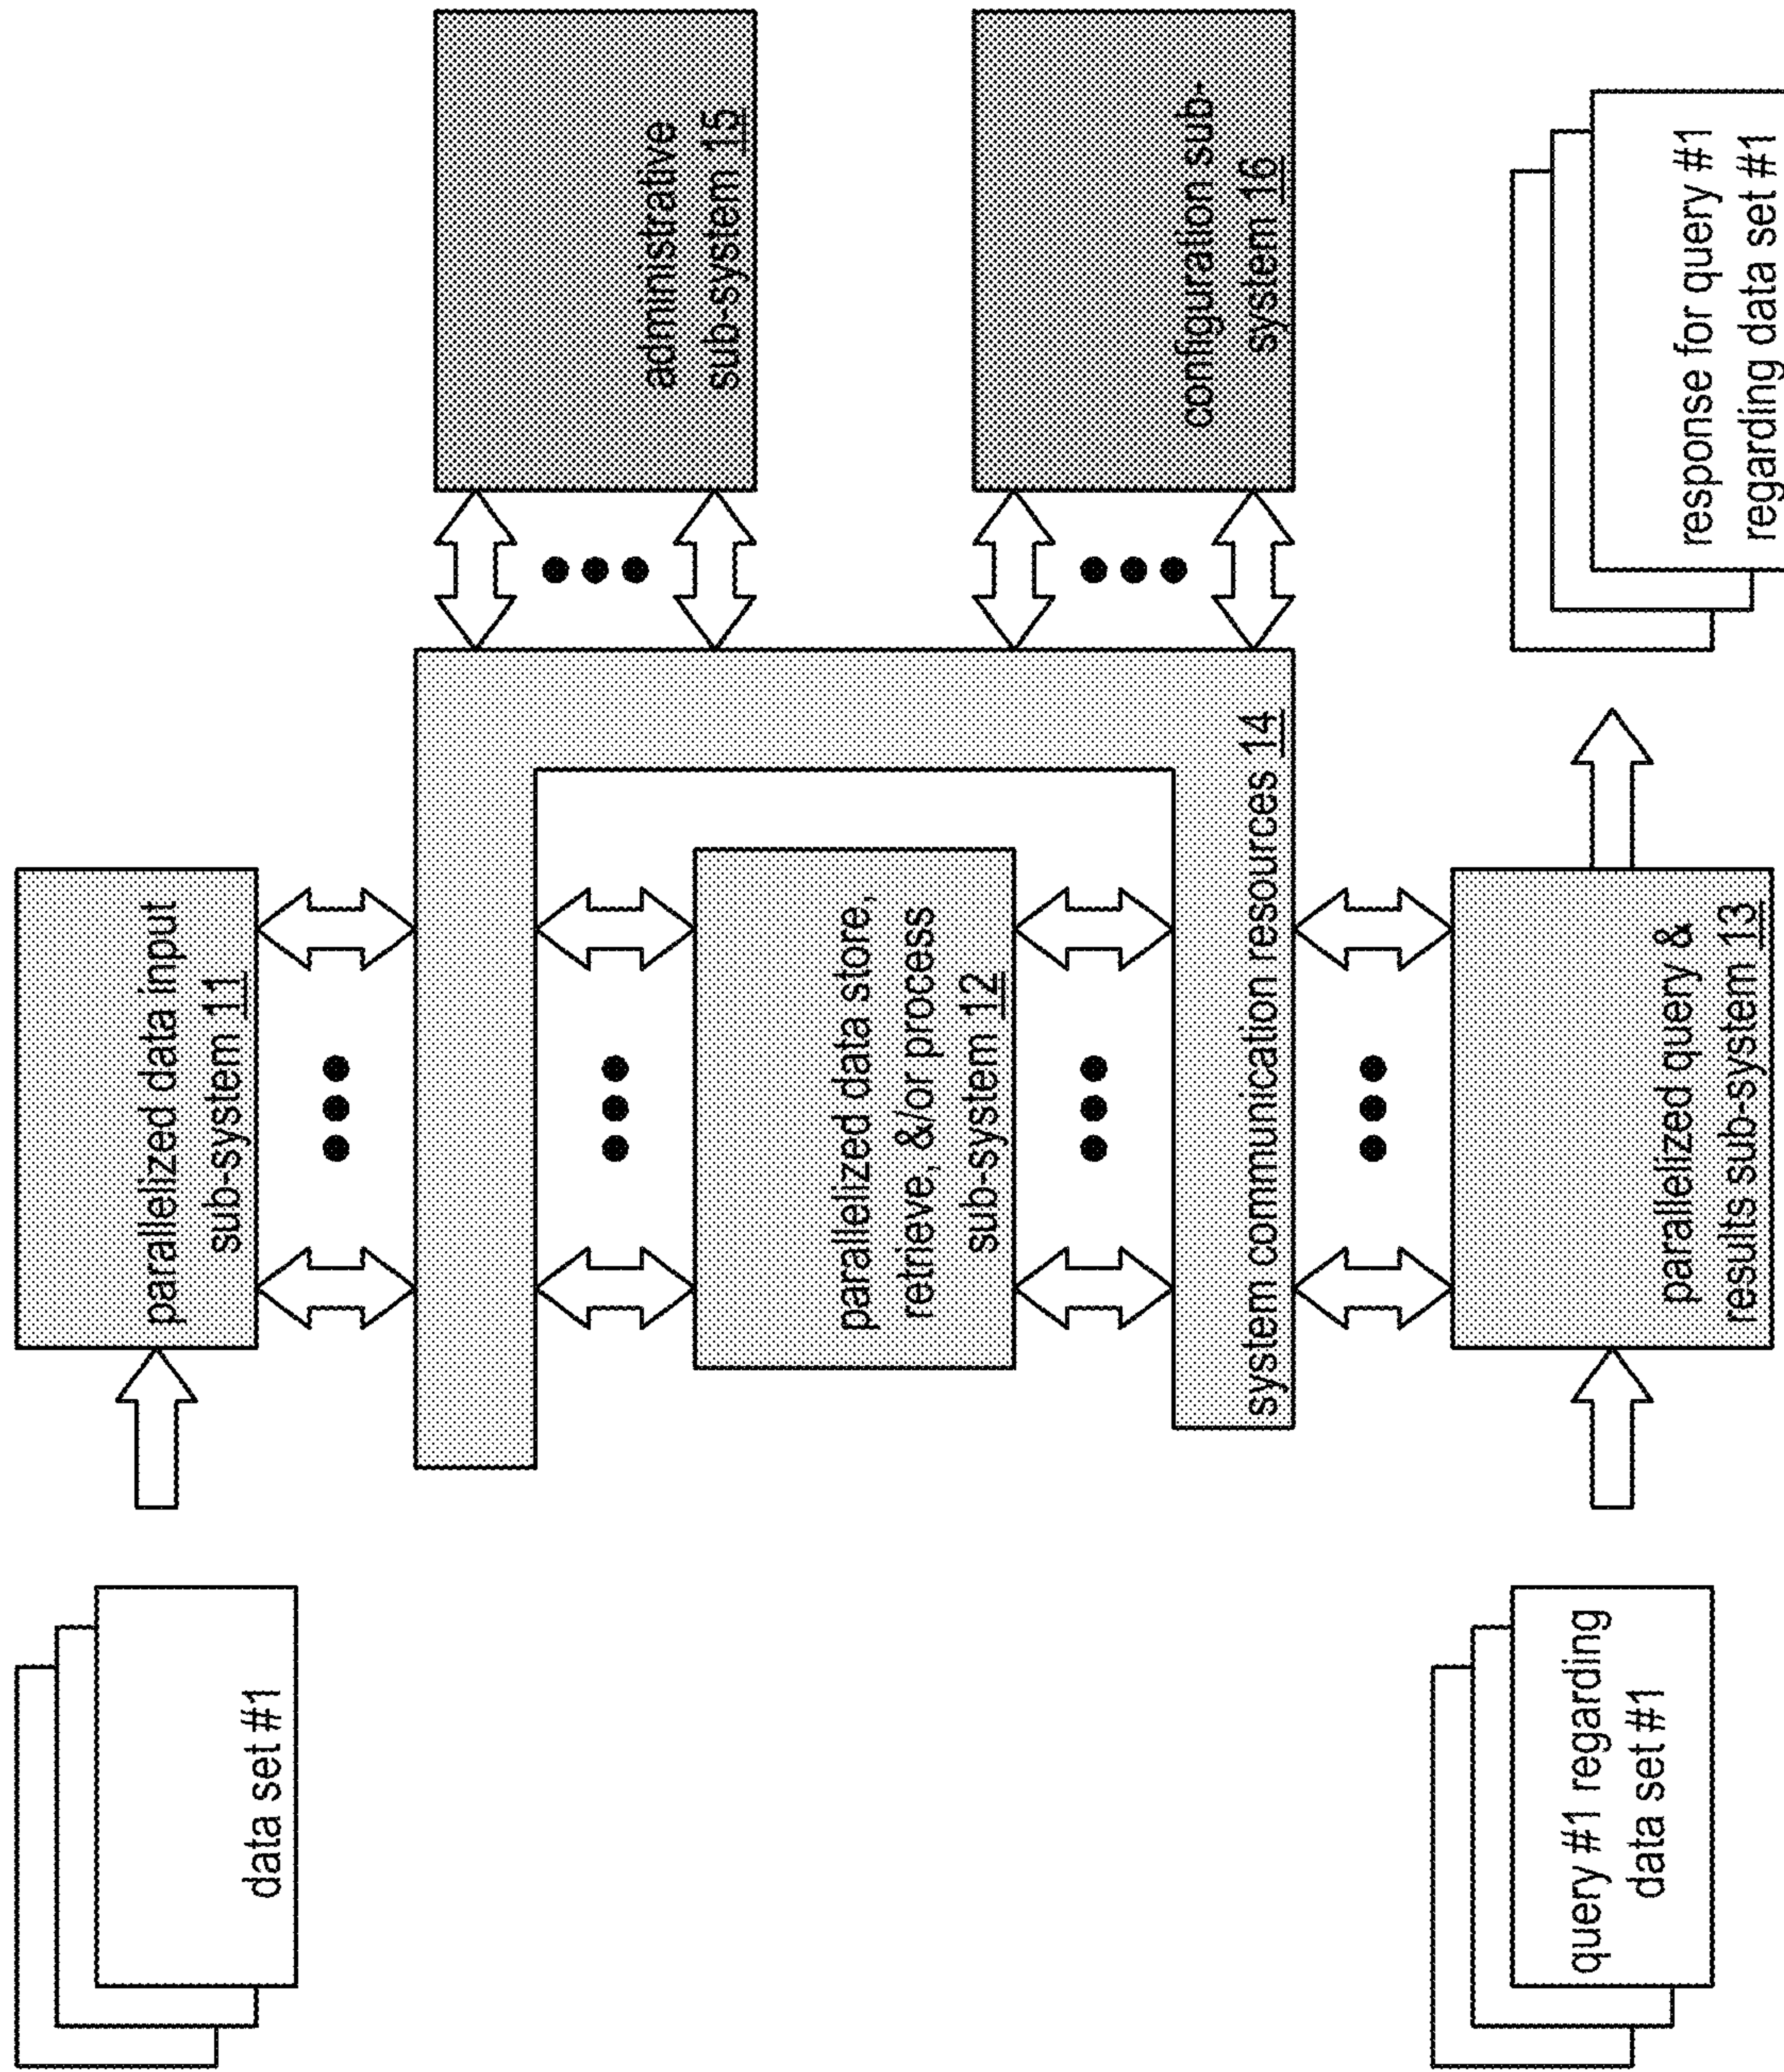 data set #1
parallelized data input
sub-system 11
administrative
sub-system 15
parallelized data store,
retrieve, &/or process
sub-system 12
system communication resources 14
configuration sub-
system 16
query #1 regarding
data set #1
parallelized query &
results sub-system 13
response for query #1
regarding data set #1